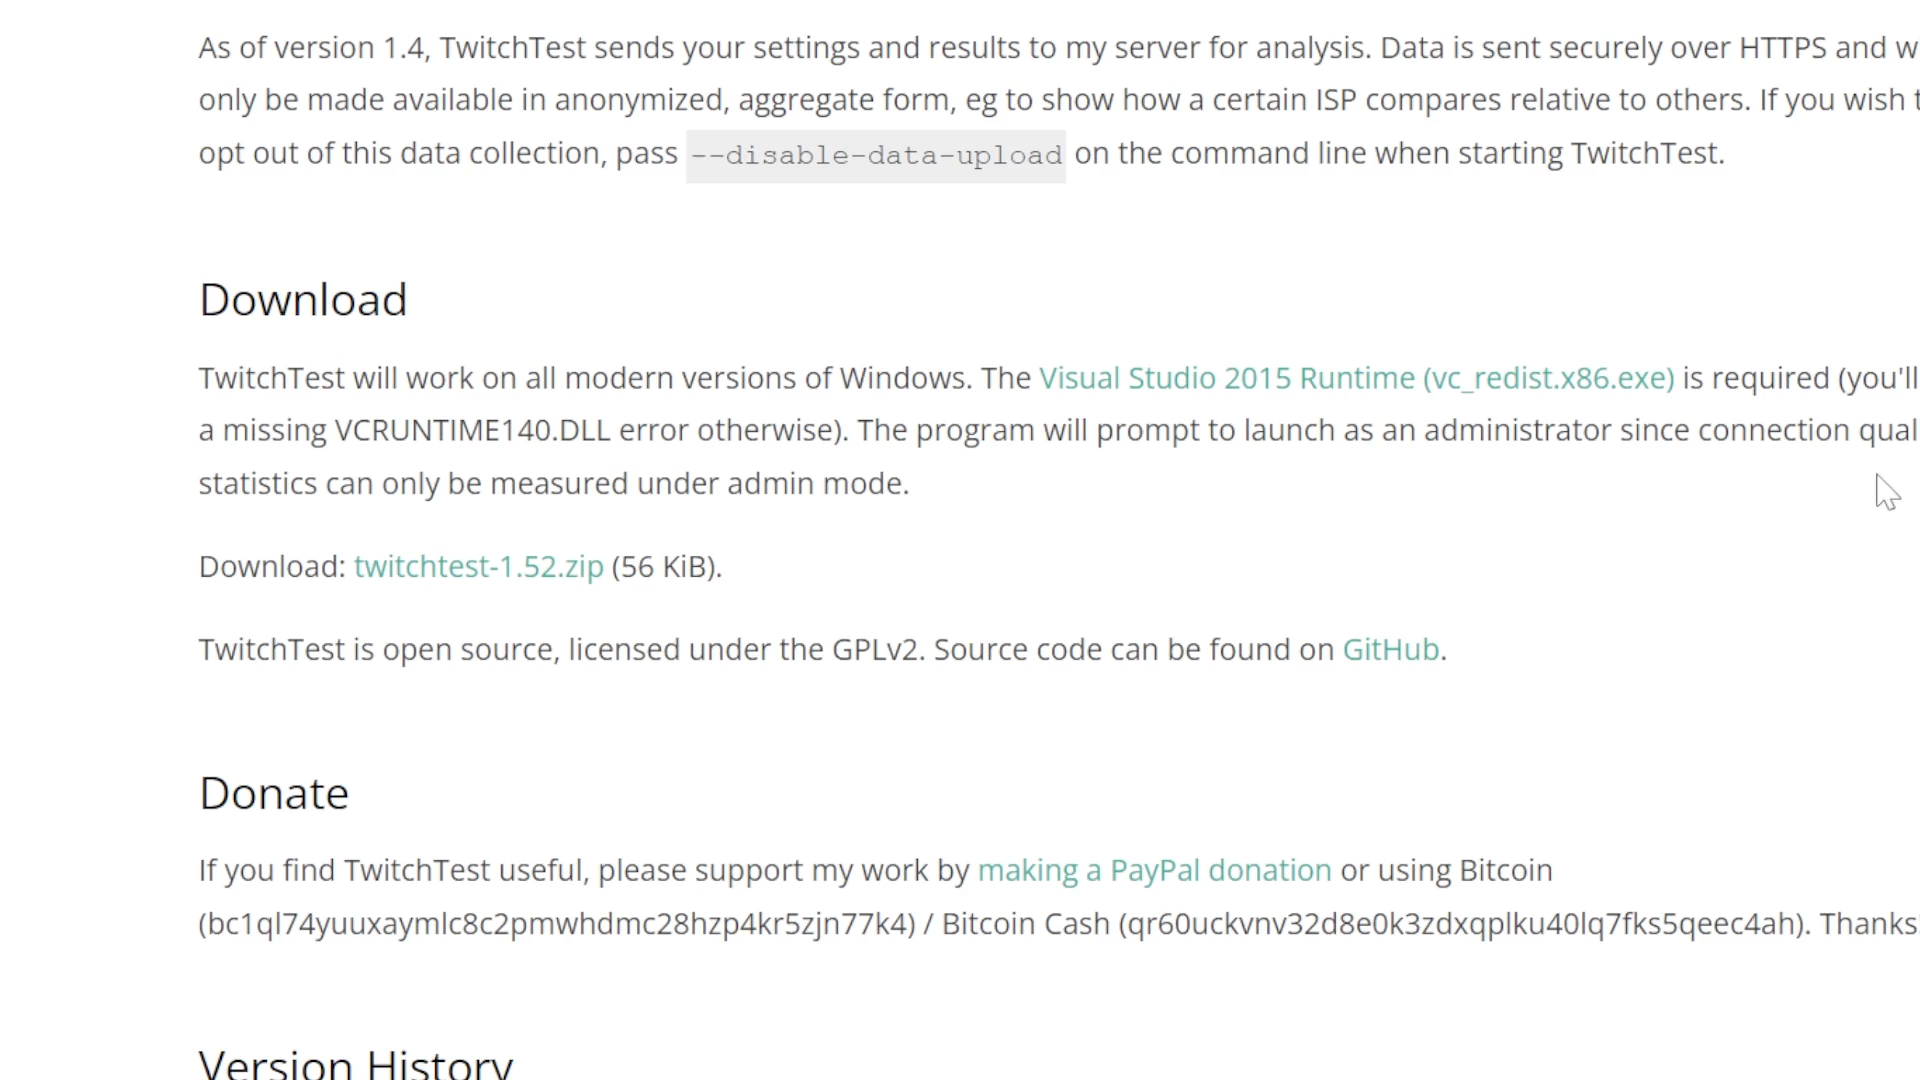 As of version 1.4, TwitchTest sends your settings and results to my server for analysis. Data is sent securely over HTTPS and
only be made available in anonymized, aggregate form, eg to show how a certain ISP compares relative to others. If you wish
opt out of this data collection, pass --disable-data-upload on the command line when starting TwitchTest.
Download
TwitchTest will work on all modern versions of Windows. The Visual Studio 2015 Runtime (vc_redist.x86.exe) is required (you'll
a missing VCRUNTIME140.DLL error otherwise). The program will prompt to launch as an administrator since connection qual
statistics can only be measured under admin mode.
Download: twitchtest-1.52.zip (56 KiB).
TwitchTest is open source, licensed under the GPLv2. Source code can be found on GitHub.
Donate
If you find TwitchTest useful, please support my work by making a PayPal donation or using Bitcoin
(bc1ql74yuuxaymlc8c2pmwhdmc28hzp4kr5zjn77k4) / Bitcoin Cash (qr60uckvnv32d8e0k3zdxqplku40lq7fks5qeec4ah). Thanks
Version History